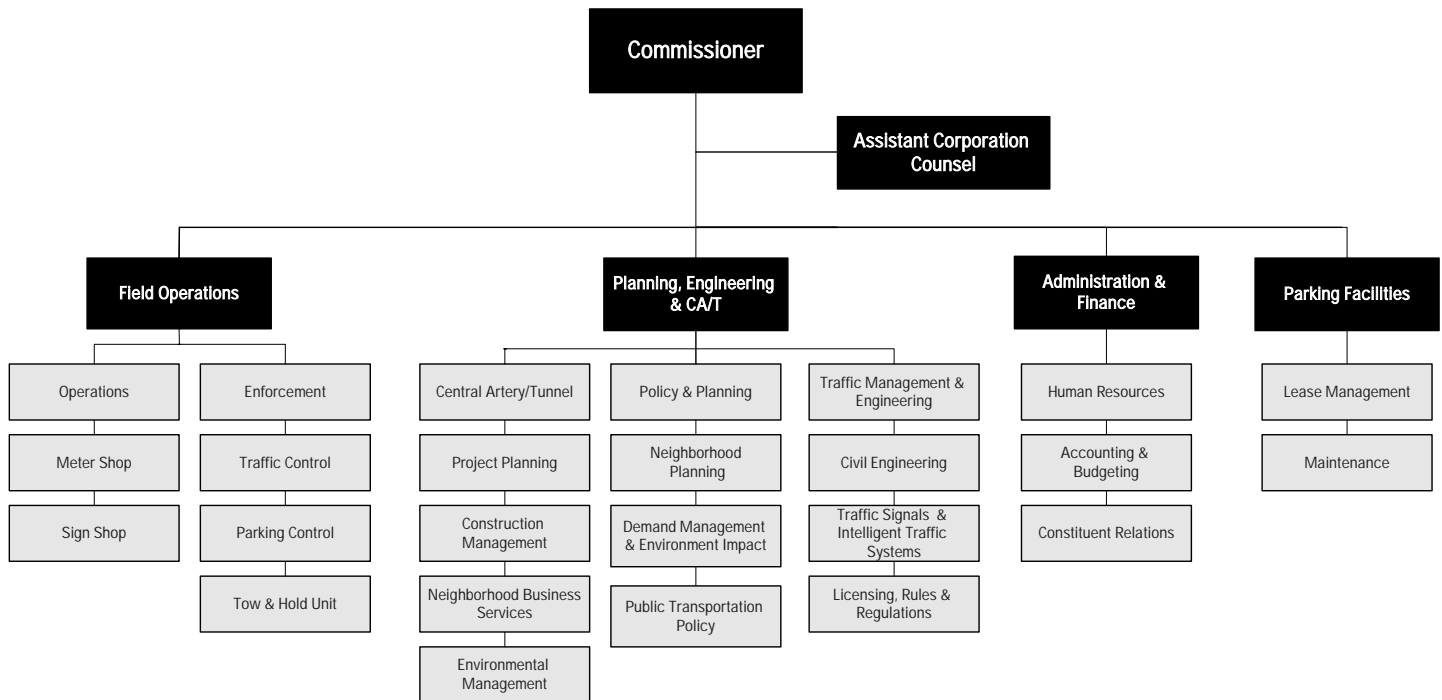 Commissioner
Assistant Corporation
Counsel
Field Operations
Planning, Engineering
& CA/T
Administration &
Finance
Parking Facilities
Operations
Meter Shop
Sign Shop
Enforcement
Traffic Control
Parking Control
Tow & Hold Unit
Central Artery/Tunnel
Project Planning
Construction
Management
Neighborhood Business
Services
Environmental
Management
Policy & Planning
Neighborhood
Planning
Demand Management
& Environment Impact
Public Transportation
Policy
Traffic Management &
Engineering
Civil Engineering
Traffic Signals &
Intelligent Traffic
Systems
Licensing, Rules &
Regulations
Human Resources
Accounting &
Budgeting
Constituent Relations
Lease Management
Maintenance